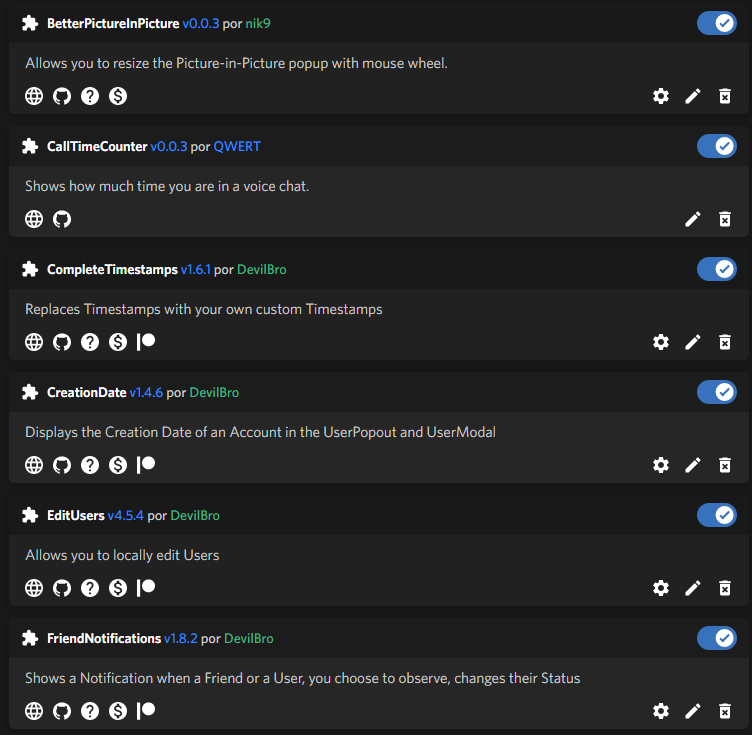 BetterPictureInPicture v0.0.3 por nik9
Allows you to resize the Picture-in-Picture popup with mouse wheel.
CallTimeCounter v0.0.3 por QWERT
Shows how much time you are in a voice chat.
CompleteTimestamps v1.6.1 por DevilBro
Replaces Timestamps with your own custom Timestamps
CreationDate v1.4.6 por DevilBro
Displays the Creation Date of an Account in the UserPopout and UserModal
EditUsers v4.5.4 por DevilBro
Allows you to locally edit Users
FriendNotifications v1.8.2 por DevilBro
Shows a Notification when a Friend or a User, you choose to observe, changes their Status